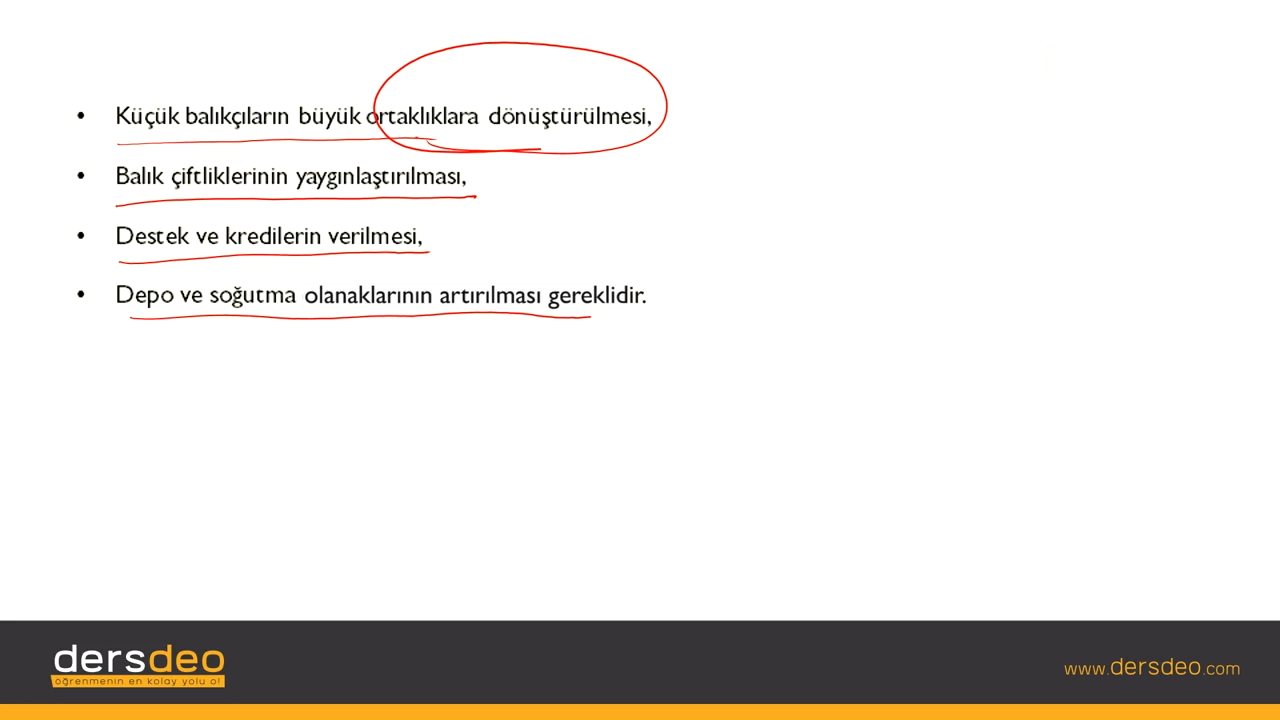 • Küçük balıkçıların büyük ortaklıklara dönüştürülmesi,
• Balık çiftliklerinin yaygınlaştırılması,
• Destek ve kredilerin verilmesi,
• Depo ve soğutma olanaklarının artırılması gereklidir.
dersdeo
öğrenmenin en kolay yolu o!
www.dersdeo.com